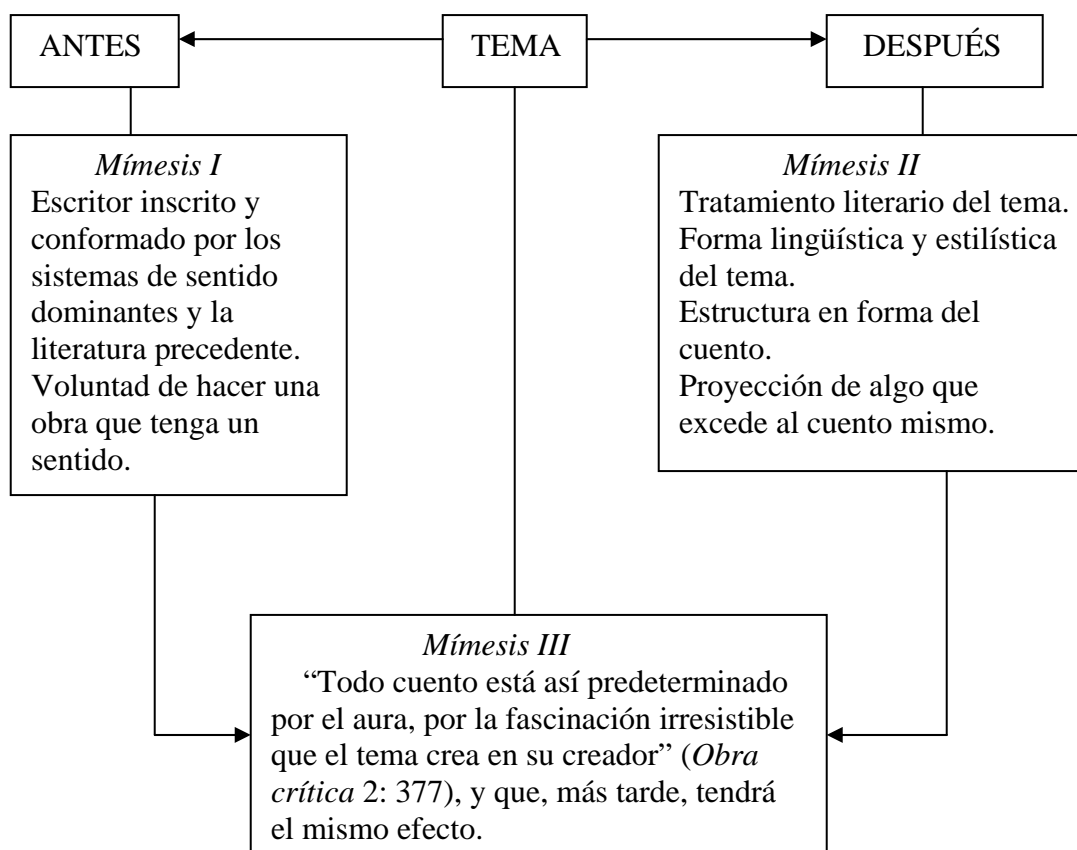 ANTES
TEMA
DESPUÉS
Mímesis I
Escritor inscrito y
conformado por los
sistemas de sentido
dominantes y la
literatura precedente.
Voluntad de hacer una
obra que tenga un
sentido.
Mímesis II
Tratamiento literario del tema.
Forma lingüística y estilística
del tema.
Estructura en forma del
cuento.
Proyección de algo que
excede al cuento mismo.
Mímesis III
“Todo cuento está así predeterminado
por el aura, por la fascinación irresistible
que el tema crea en su creador” (Obra
crítica 2: 377), y que, más tarde, tendrá
el mismo efecto.